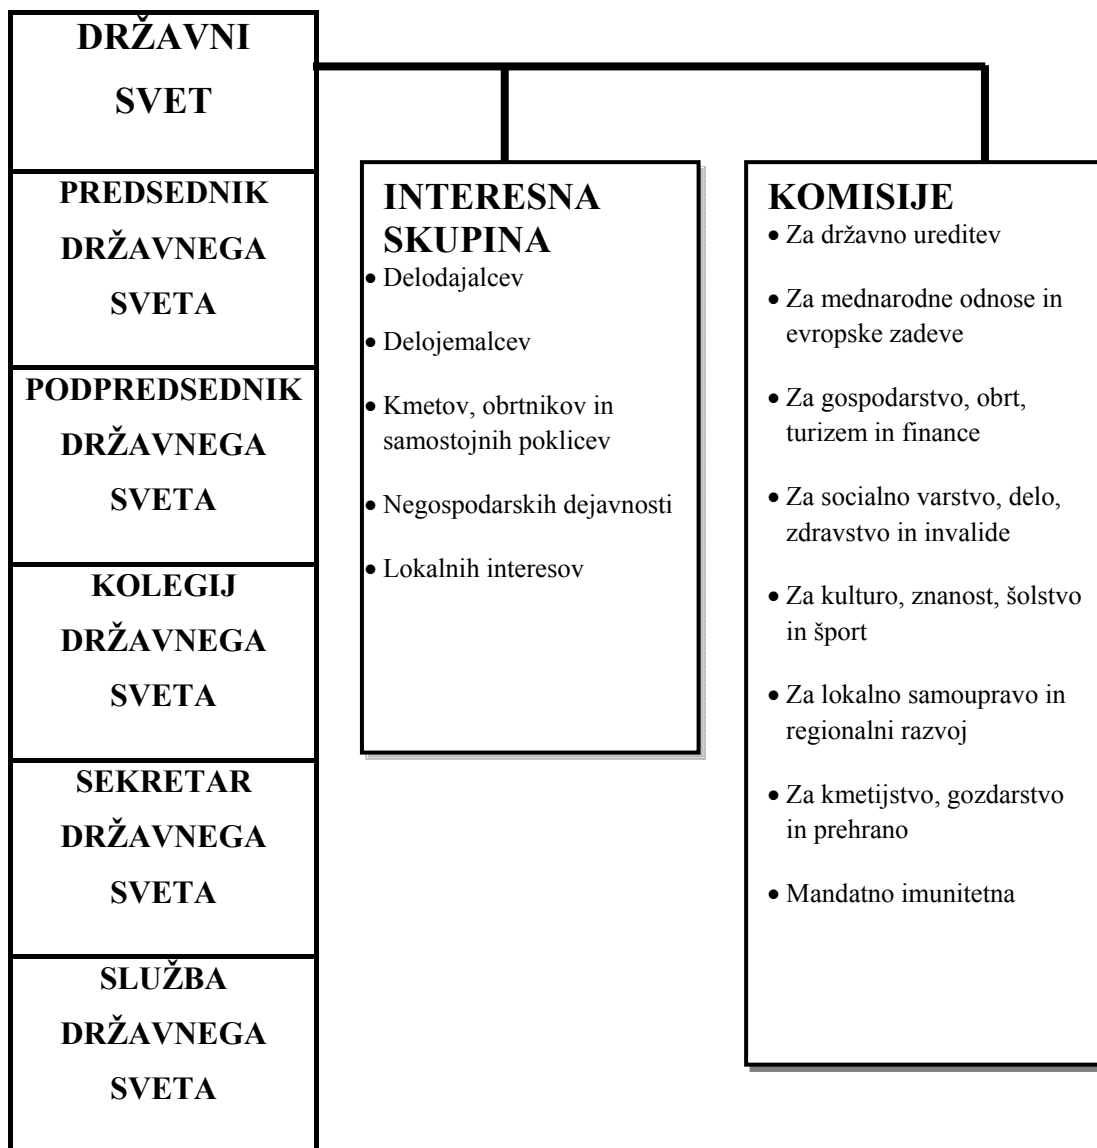 DRŽAVNI
SVET
PREDSEDNIK
DRŽAVNEGA
SVETA
PODPREDSEDNIK
DRŽAVNEGA
SVETA
KOLEGIJ
DRŽAVNEGA
SVETA
SEKRETAR
DRŽAVNEGA
SVETA
SLUŽBA
DRŽAVNEGA
SVETA
INTERESNA
SKUPINA
• Delodajalcev
• Delojemalcev
• Kmetov, obrtnikov in
samostojnih poklicev
• Negospodarskih dejavnosti
• Lokalnih interesov
KOMISIJE
• Za državno ureditev
• Za mednarodne odnose in
evropske zadeve
• Za gospodarstvo, obrt,
turizem in finance
• Za socialno varstvo, delo,
zdravstvo in invalide
• Za kulturo, znanost, šolstvo
in šport
• Za lokalno samoupravo in
regionalni razvoj
• Za kmetijstvo, gozdarstvo
in prehrano
• Mandatno imunitetna